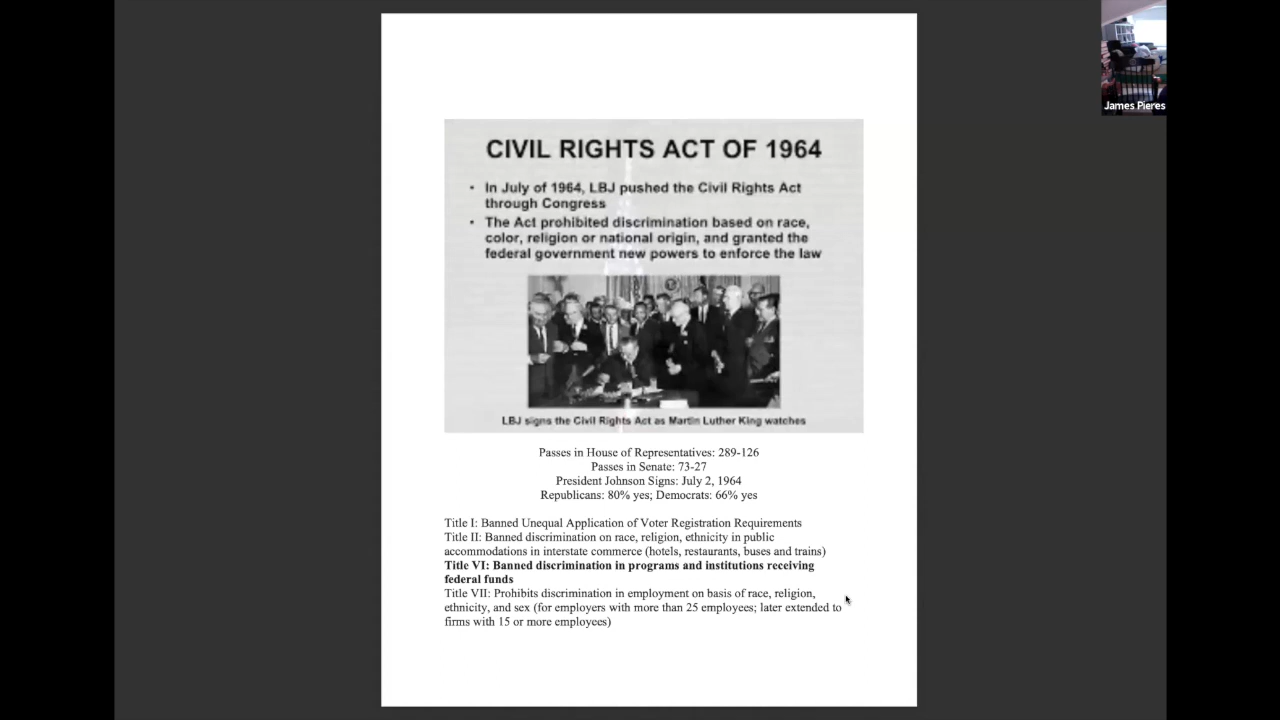 James Pieres
CIVIL RIGHTS ACT OF 1964
• In July of 1964, LBJ pushed the Civil Rights Act
through Congress
• The Act prohibited discrimination based on race,
color, religion or national origin, and granted the
federal government new powers to enforce the law
LBJ signs the Civil Rights Act as Martin Luther King watches
Passes in House of Representatives: 289-126
Passes in Senate: 73-27
President Johnson Signs: July 2, 1964
Republicans: 80% yes; Democrats: 66% yes
Title I: Banned Unequal Application of Voter Registration Requirements
Title II: Banned discrimination on race, religion, ethnicity in public
accommodations in interstate commerce (hotels, restaurants, buses and trains)
Title VI: Banned discrimination in programs and institutions receiving
federal funds
Title VII: Prohibits discrimination in employment on basis of race, religion,
ethnicity, and sex (for employers with more than 25 employees; later extended to
firms with 15 or more employees)